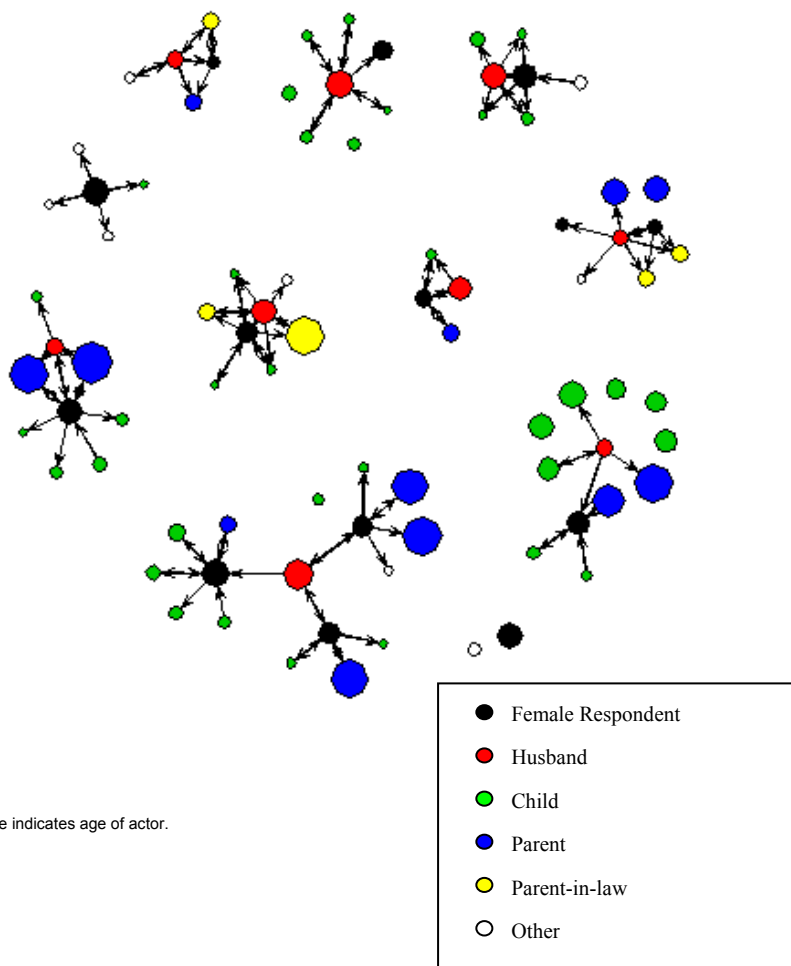 Female Respondent
Husband
Child
e indicates age of actor.
Parent
Parent-in-law
Other